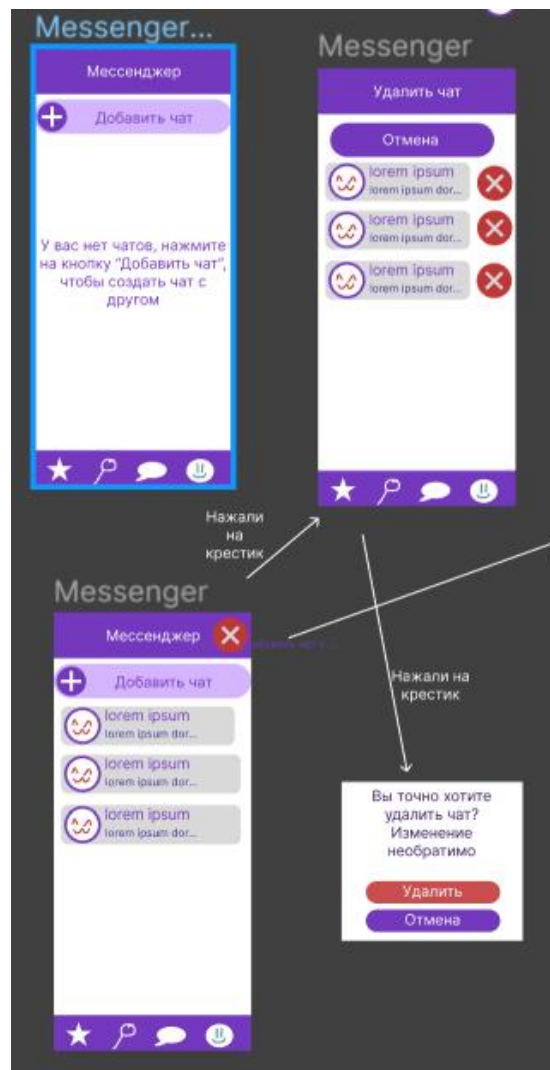 Messenger...
Мессенджер
Добавить чат
У вас нет чатов, нажмите
на кнопку "Добавить чат",
чтобы создать чат с
другом
Messenger
Удалить чат
Отмена
lorem ipsum
lorem ipsum dor...
lorem ipsum
lorem ipsum dor...
lorem ipsum
lorem ipsum dor...
Нажали
на
крестик
Messenger
Мессенджер
Добавить чат
lorem ipsum
lorem ipsum dor...
lorem ipsum
lorem ipsum dor...
lorem ipsum
lorem ipsum dor...
Нажали на
крестик
Вы точно хотите
удалить чат?
Изменение
необратимо
Удалить
Отмена